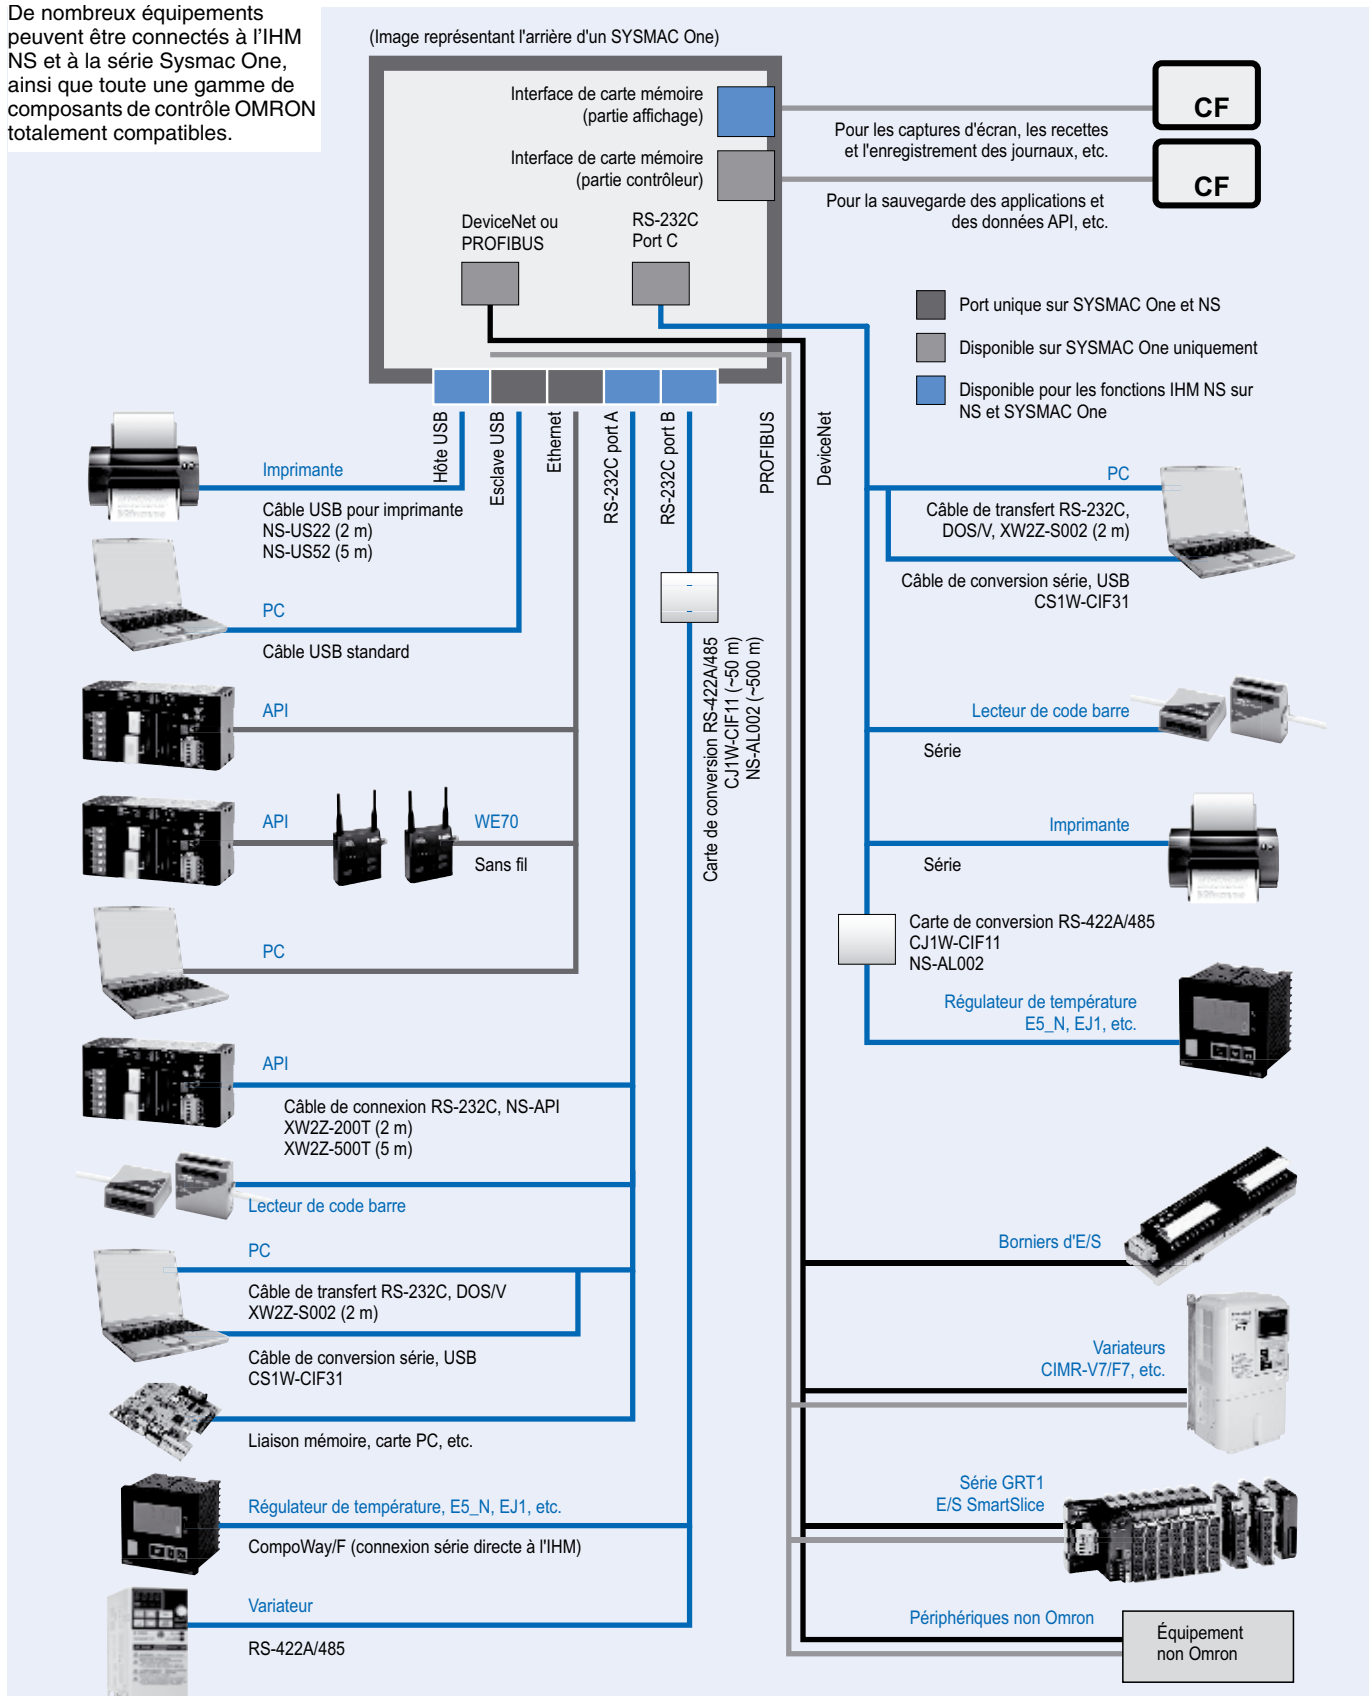 De nombreux équipements
peuvent être connectés à l'IHM
NS et à la série Sysmac One,
ainsi que toute une gamme de
composants de contrôle OMRON
totalement compatibles.
(Image représentant l'arrière d'un SYSMAC One)
Interface de carte mémoire
(partie affichage)
CF
Pour les captures d'écran, les recettes
et l'enregistrement des journaux, etc.
Interface de carte mémoire
(partie contrôleur)
CF
Pour la sauvegarde des applications et
des données API, etc.
DeviceNet ou
PROFIBUS
RS-232C
Port C
Port unique sur SYSMAC One et NS
Disponible sur SYSMAC One uniquement
Disponible pour les fonctions IHM NS sur
NS et SYSMAC One
Hôte USB
Esclave USB
Ethernet
RS-232C port A
RS-232C port B
PROFIBUS
DeviceNet
Imprimante
Câble USB pour imprimante
NS-US22 (2 m)
NS-US52 (5 m)
PC
Câble USB standard
API
API
WE70
Sans fil
PC
API
Câble de connexion RS-232C, NS-API
XW2Z-200T (2 m)
XW2Z-500T (5 m)
Lecteur de code barre
PC
Câble de transfert RS-232C, DOS/V
XW2Z-S002 (2 m)
Câble de conversion série, USB
CS1W-CIF31
Liaison mémoire, carte PC, etc.
Régulateur de température, E5_N, EJ1, etc.
CompoWay/F (connexion série directe à l'IHM)
Variateur
RS-422A/485
Carte de conversion RS-422A/485
CJ1W-CIF11 (~50 m)
NS-AL002 (~500 m)
PC
Câble de transfert RS-232C,
DOS/V, XW2Z-S002 (2 m)
Câble de conversion série, USB
CS1W-CIF31
Lecteur de code barre
Série
Imprimante
Série
Carte de conversion RS-422A/485
CJ1W-CIF11
NS-AL002
Régulateur de température
E5_N, EJ1, etc.
Borniers d'E/S
Variateurs
CIMR-V7/F7, etc.
Série GRT1
E/S SmartSlice
Périphériques non Omron
Équipement
non Omron